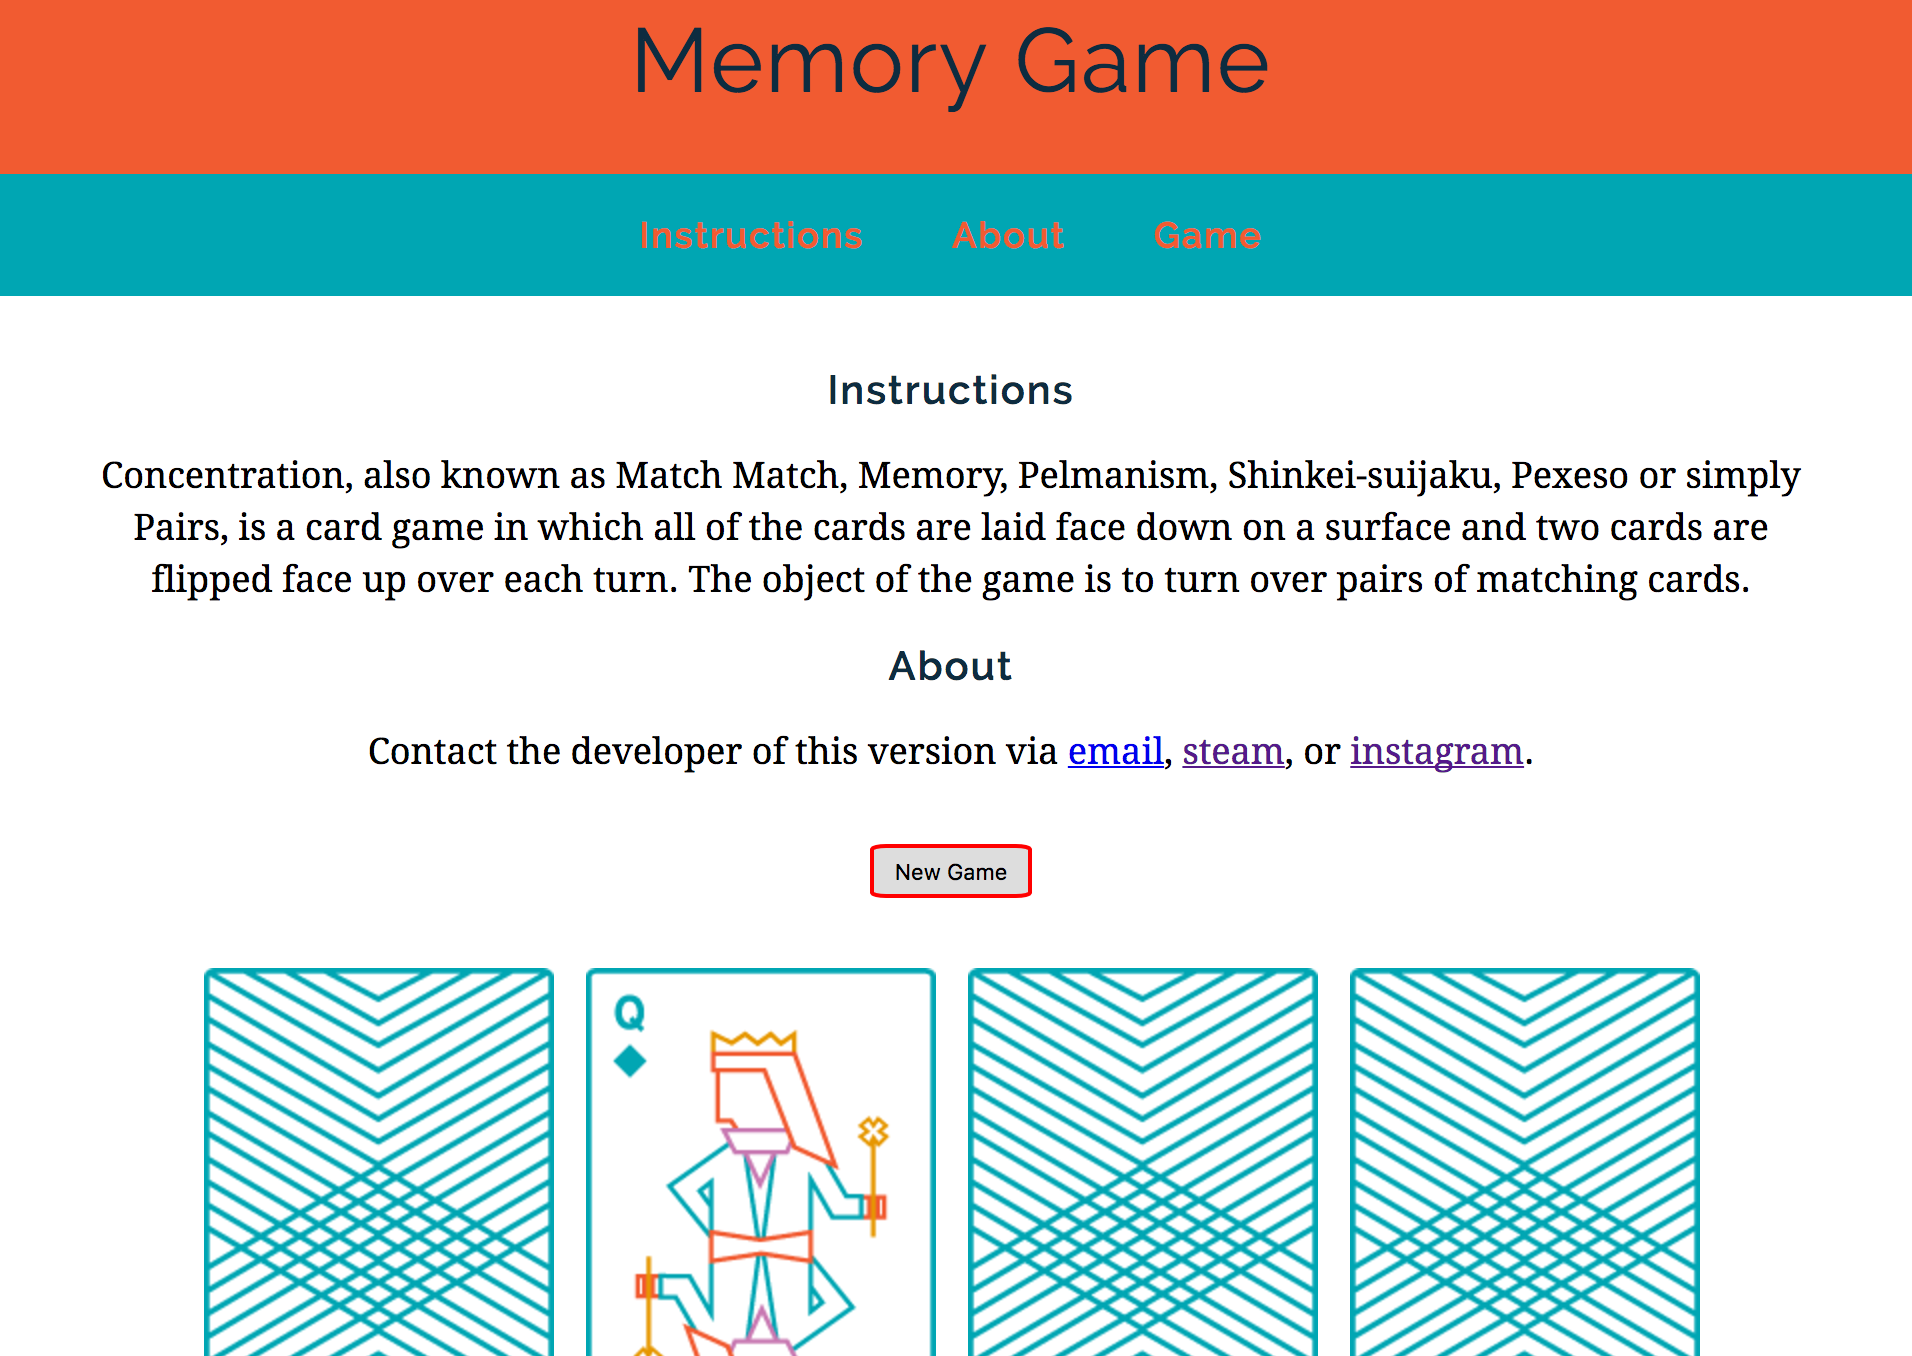 Memory Game
Instructions About Game
Instructions
Concentration, also known as Match Match, Memory, Pelmanism, Shinkei-suijaku, Pexeso or simply
Pairs, is a card game in which all of the cards are laid face down on a surface and two cards are
flipped face up over each turn. The object of the game is to turn over pairs of matching cards.
About
Contact the developer of this version via email, steam, or instagram.
New Game
Q